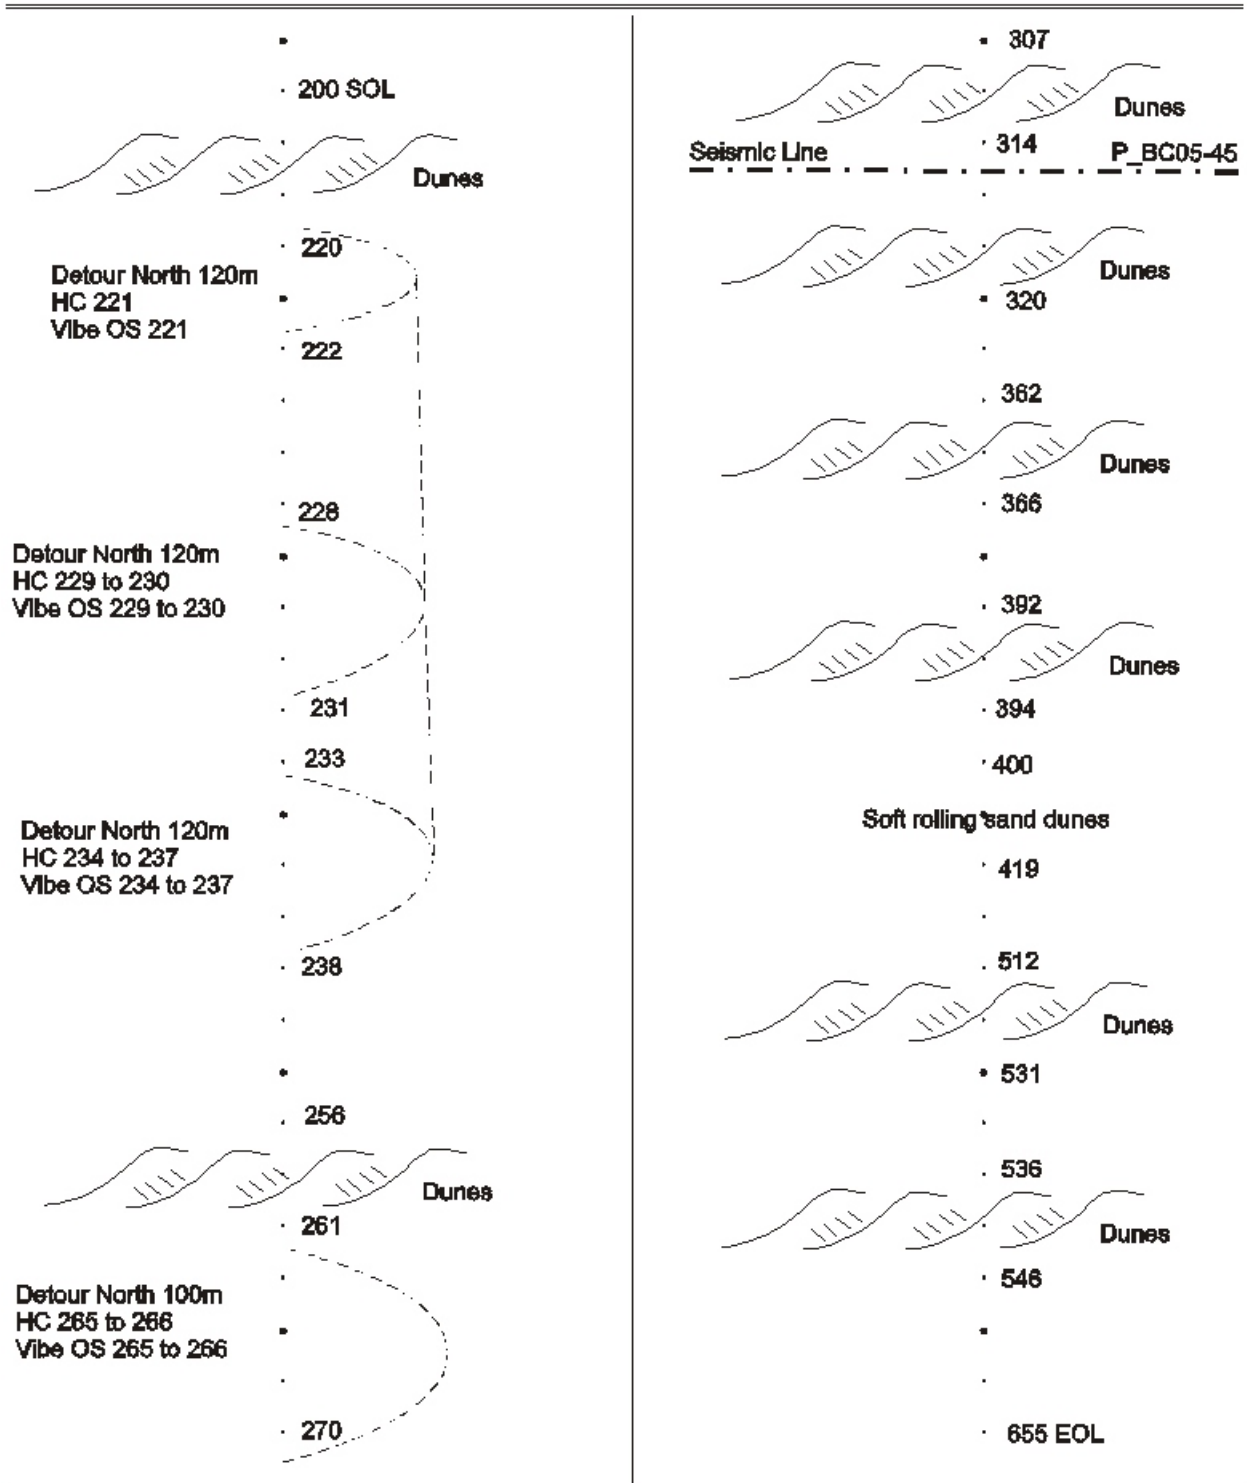 200 SOL
Dunes
220
Detour North 120m
HC 221
Vibe OS 221
222
228
Detour North 120m
HC 229 to 230
Vibe OS 229 to 230
231
233
Detour North 120m
HC 234 to 237
Vibe OS 234 to 237
238
256
Dunes
261
Detour North 100m
HC 265 to 266
Vibe OS 265 to 266
270
307
Dunes
314
Seismic Line P_BC05-45
Dunes
320
362
Dunes
366
392
Dunes
394
400
Soft rolling sand dunes
419
512
Dunes
531
536
Dunes
546
655 EOL